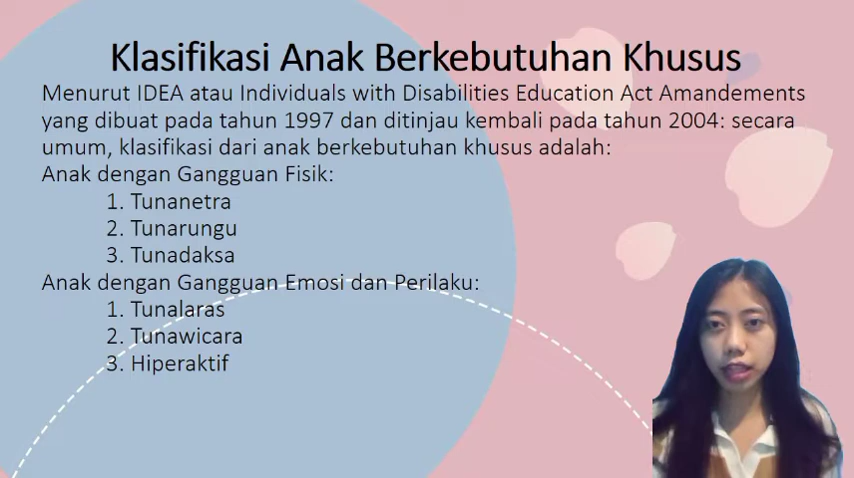 Klasifikasi Anak Berkebutuhan Khusus
Menurut IDEA atau Individuals with Disabilities Education Act Amandements
yang dibuat pada tahun 1997 dan ditinjau kembali pada tahun 2004: secara
umum, klasifikasi dari anak berkebutuhan khusus adalah:
Anak dengan Gangguan Fisik:
1. Tunanetra
2. Tunarungu
3. Tunadaksa
Anak dengan Gangguan Emosi dan Perilaku:
1. Tunalaras
2. Tunawicara
3. Hiperaktif